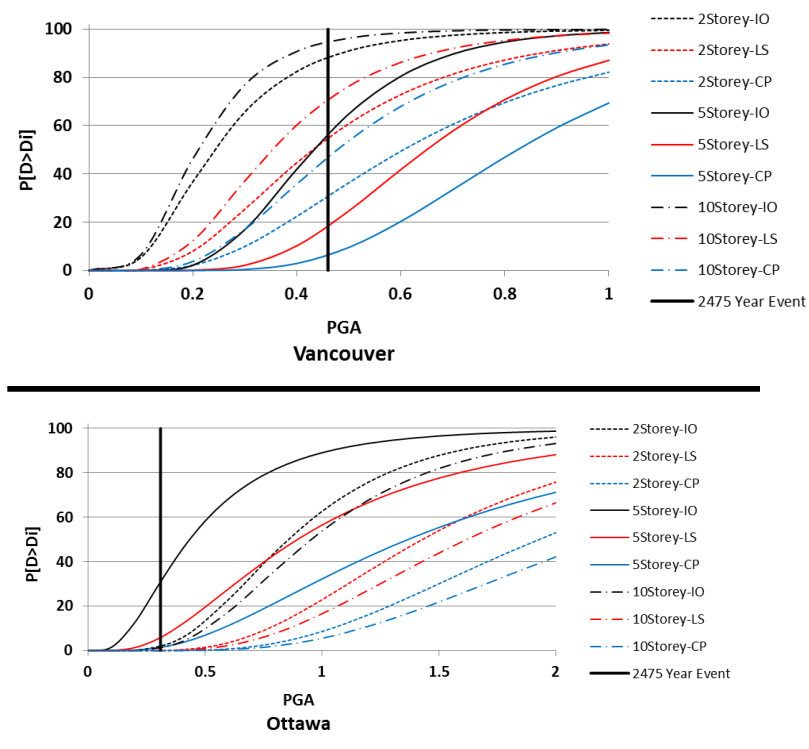 P[D>Di]
100
80
60
40
20
0
0
0.2
0.4
0.6
0.8
1
PGA
Vancouver
2Storey-IO
2Storey-LS
2Storey-CP
5Storey-IO
5Storey-LS
5Storey-CP
10Storey-IO
10Storey-LS
10Storey-CP
2475 Year Event
P[D>Di]
100
80
60
40
20
0
0
0.5
1
1.5
2
PGA
Ottawa
2Storey-IO
2Storey-LS
2Storey-CP
5Storey-IO
5Storey-LS
5Storey-CP
10Storey-IO
10Storey-LS
10Storey-CP
2475 Year Event